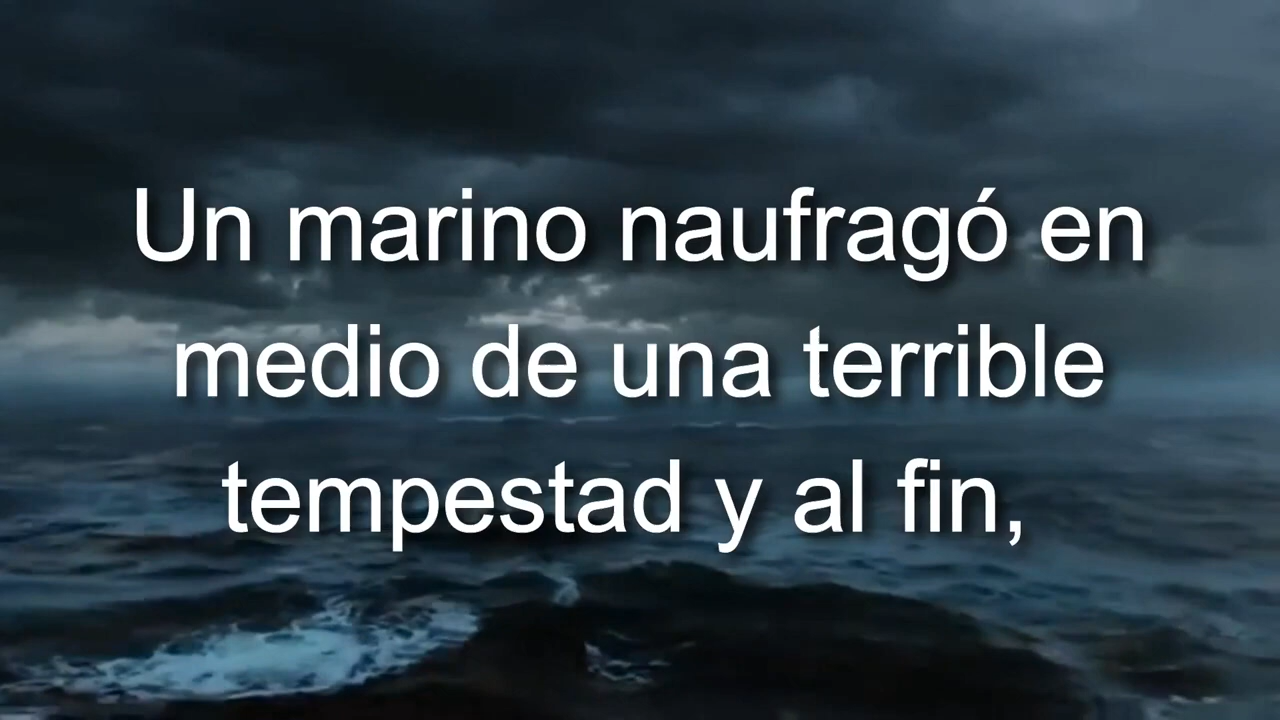 Un marino naufragó en
medio de una terrible
tempestad y al fin,